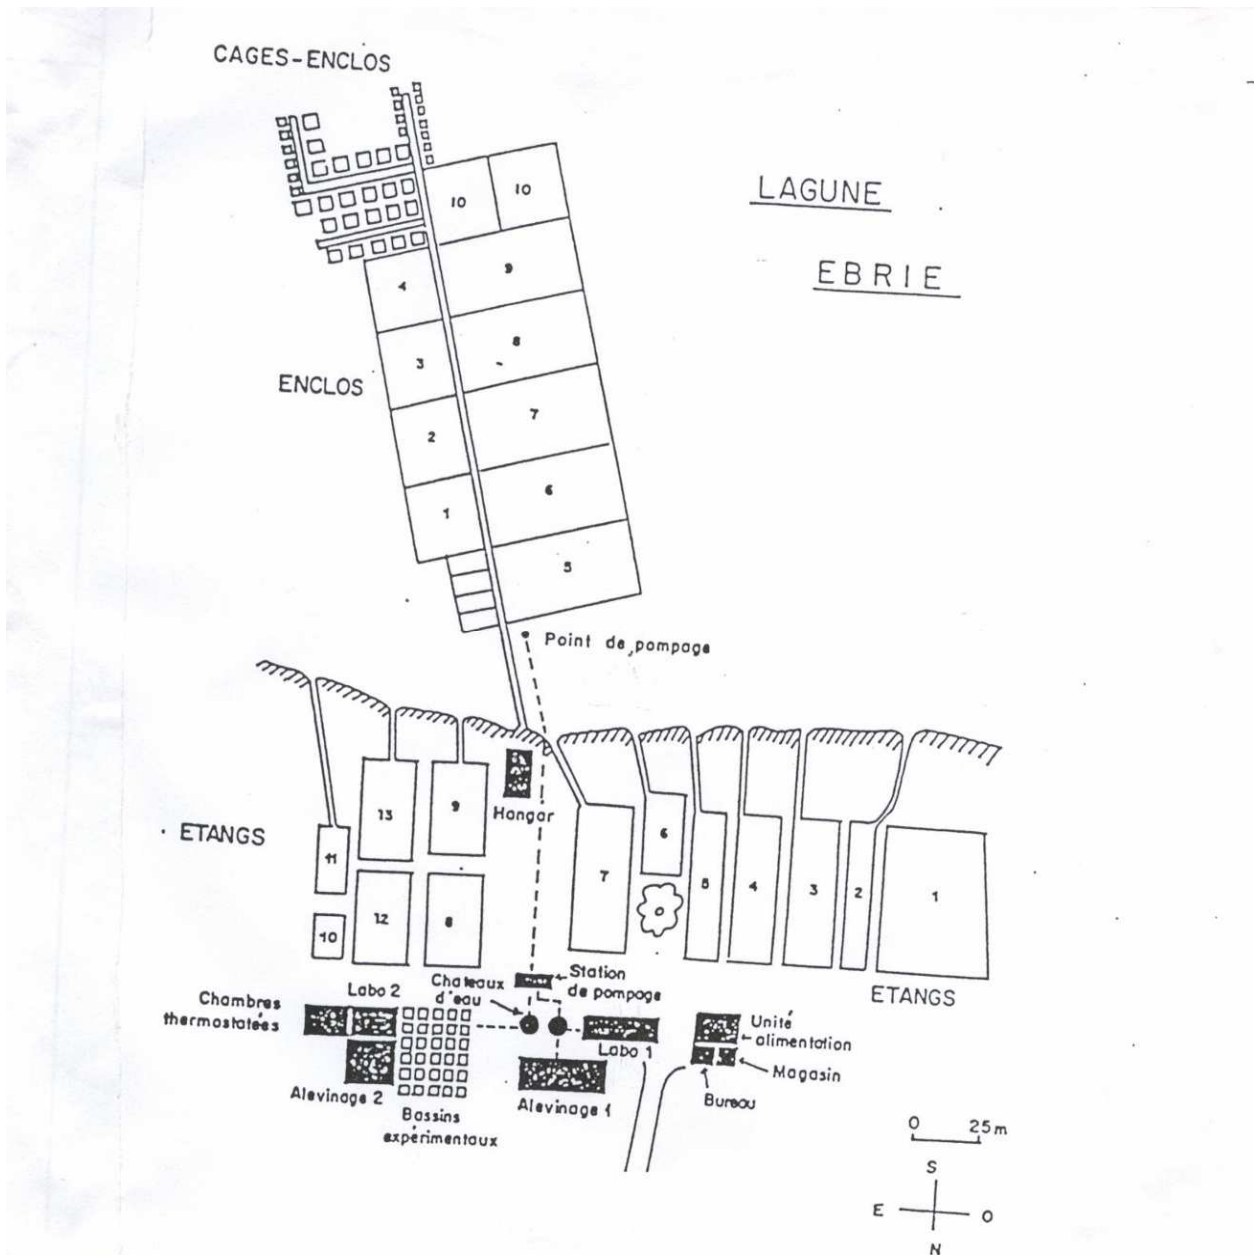 CAGES-ENCLOS
LAGUNE
EBRIE
10
10
9
4
8
3
ENCLOS
7
2
6
1
5
Point de pompage
Hangar
13
9
ETANGS
11
12
8
10
7
6
5
4
3
2
1
ETANGS
Station
de pompage
Chateaux
d'eau
Labo 2
Chambres
thermostatées
Labo 1
Unité
alimentation
Magasin
Bureau
Alevinage 2
Alevinage 1
Bassins
expérimentaux
0 25m
S
E O
N